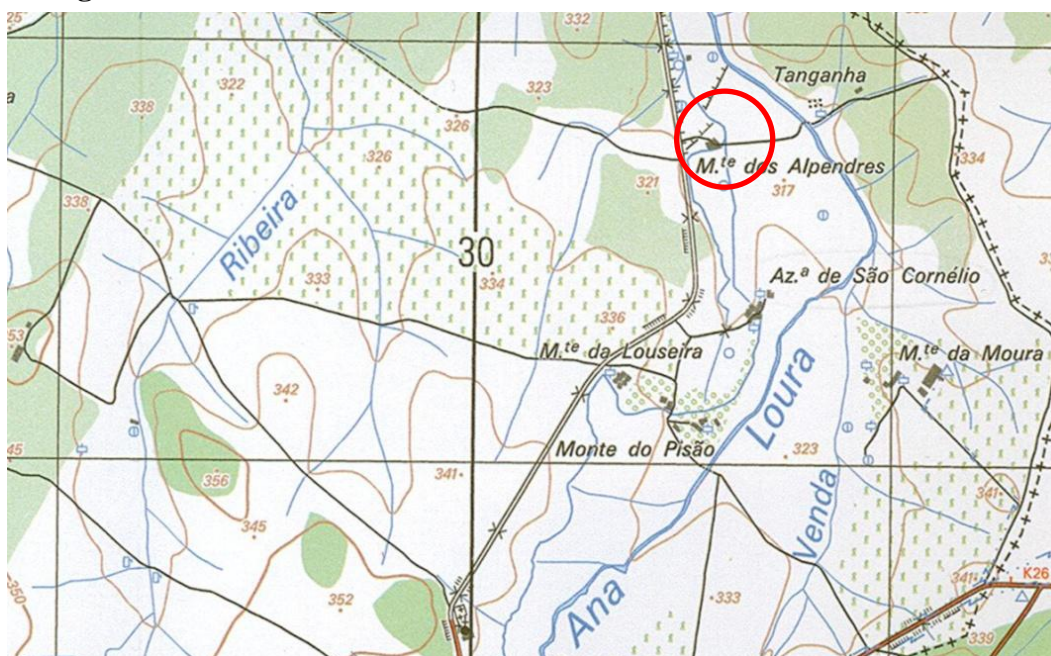 332
325
Tanganha
338
322
323
326
326
334
M.te dos Alpendres
321
317
338
Ribeira
30
333
334
Az.a de São Cornélio
336
M.te da Louseira
M.te da Moura
342
Loura
Monte do Pisão
323
341
356
341
345
Venda
350
352
Ana
333
341
K26
339